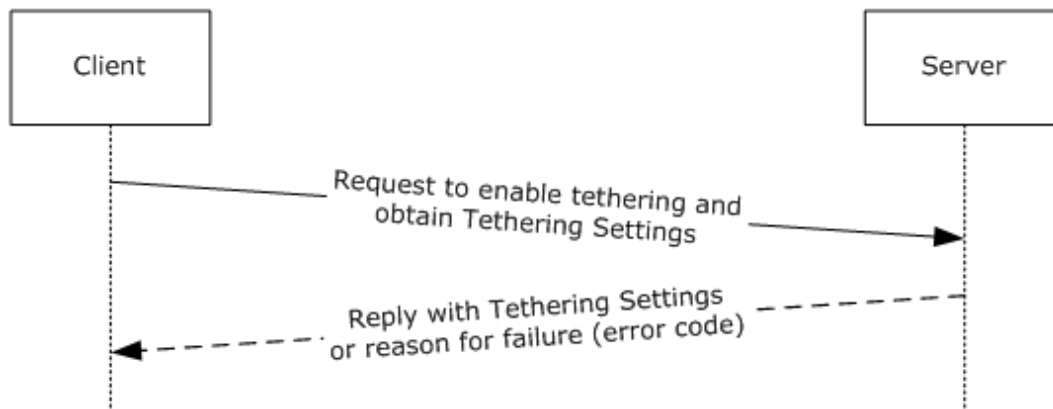 Client
Server
Request to enable tethering and
obtain Tethering Settings
Reply with Tethering Settings
or reason for failure (error code)